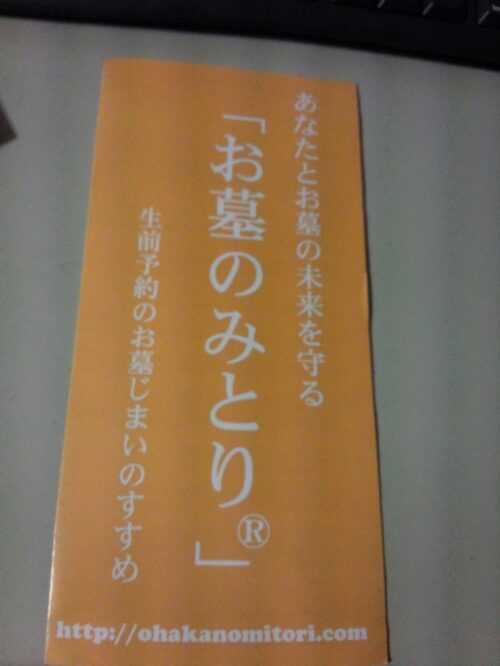 あなたとお墓の未来を守る
「お墓のみとり®」
生前予約のお墓じまいのすすめ
http://ohakanomitori.com